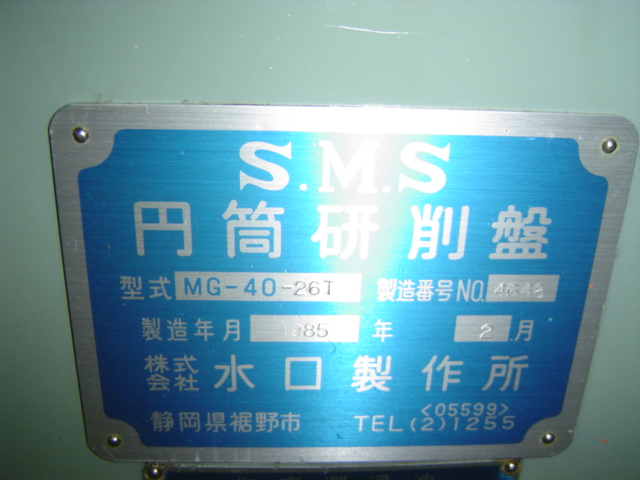 S.M.S
円筒研削盤
型式 MG-40-26T 製造番号NO.
製造年月 1985 年 2 月
株式会社 水口製作所
静岡県裾野市 TEL<05599>(2)1255